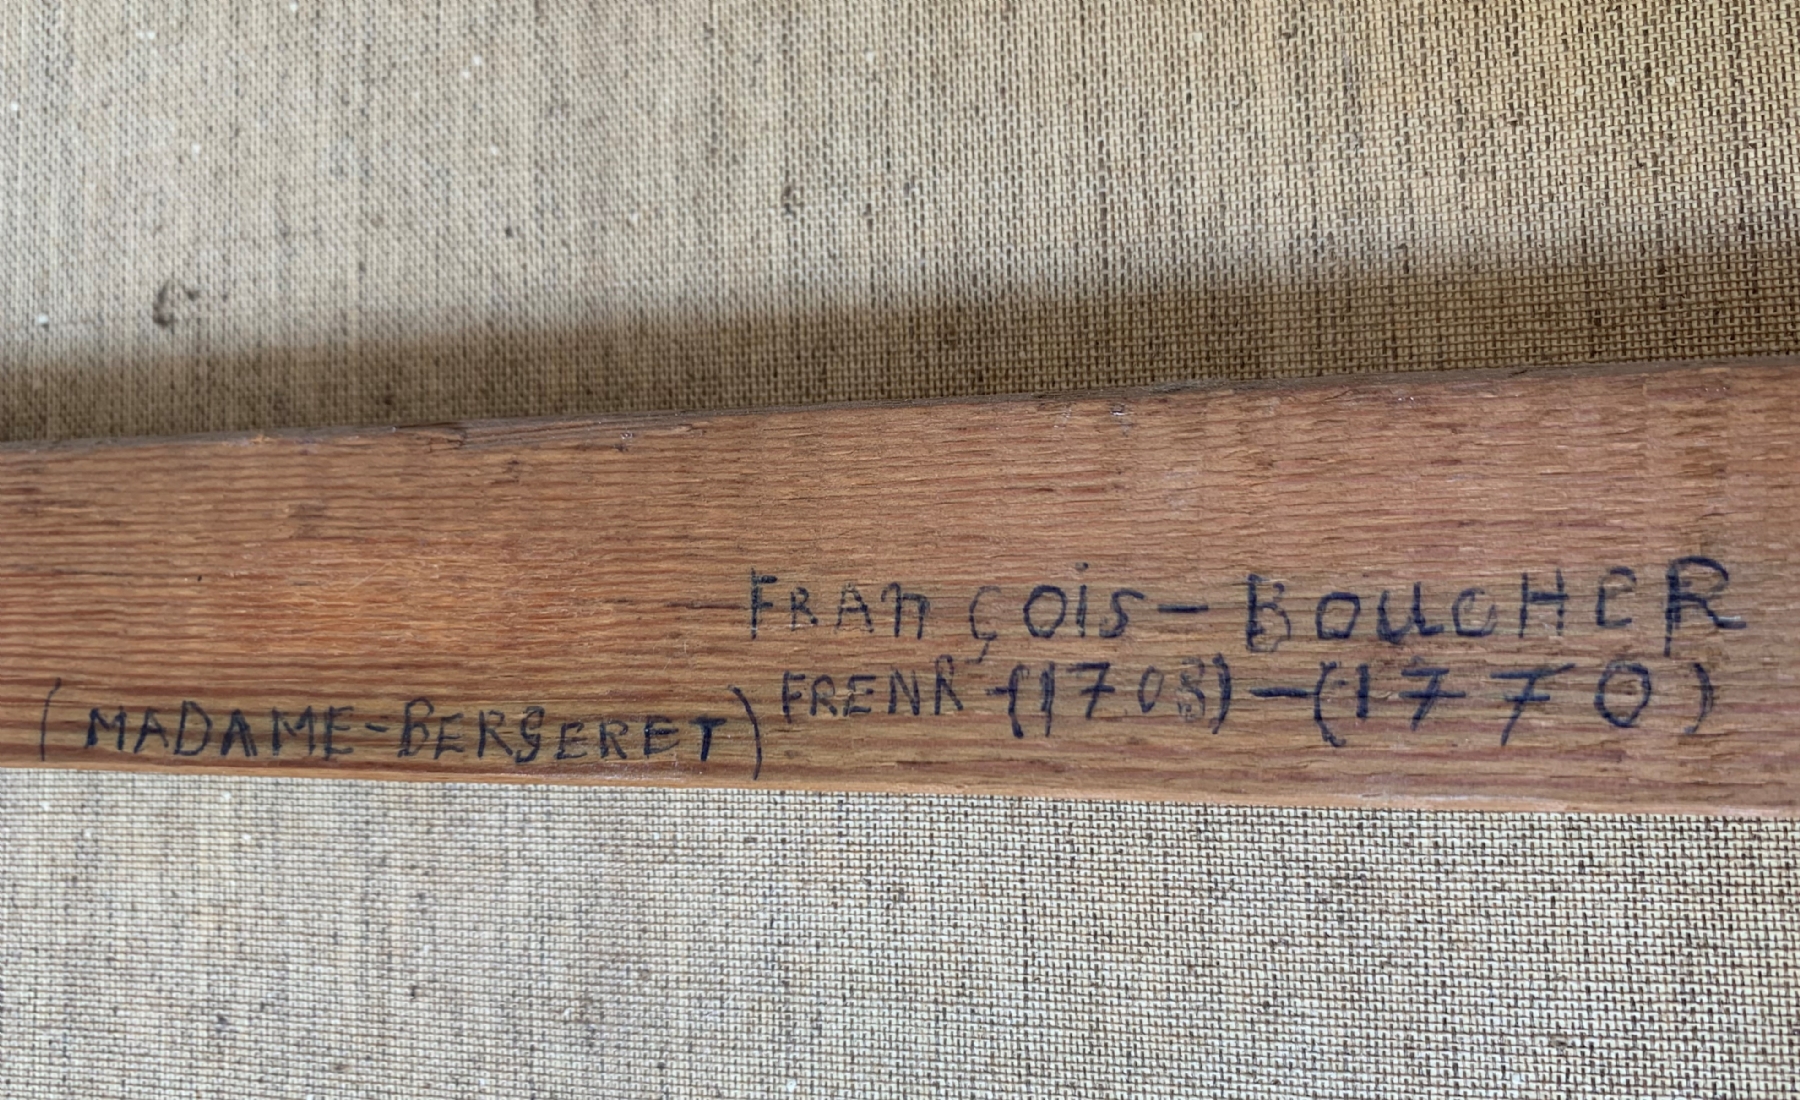 FRANçOiS-BOUCHER
FRENR (1703)-(1770)
(MADAME-BERGERET)